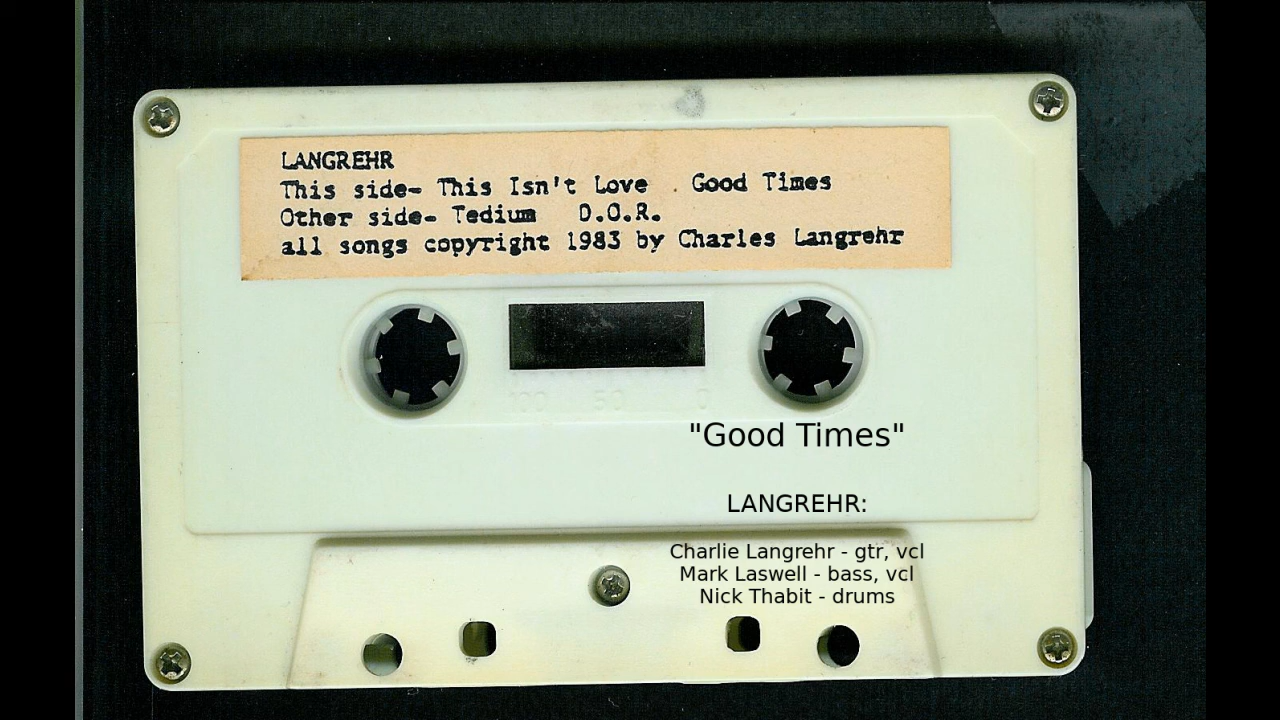 LANGREHR
This side- This Isn't Love . Good Times
Other side- Tedium D.O.R.
all songs copyright 1983 by Charles Langrehr
100 50 0
"Good Times"
LANGREHR:
Charlie Langrehr - gtr, vcl
Mark Laswell - bass, vcl
Nick Thabit - drums